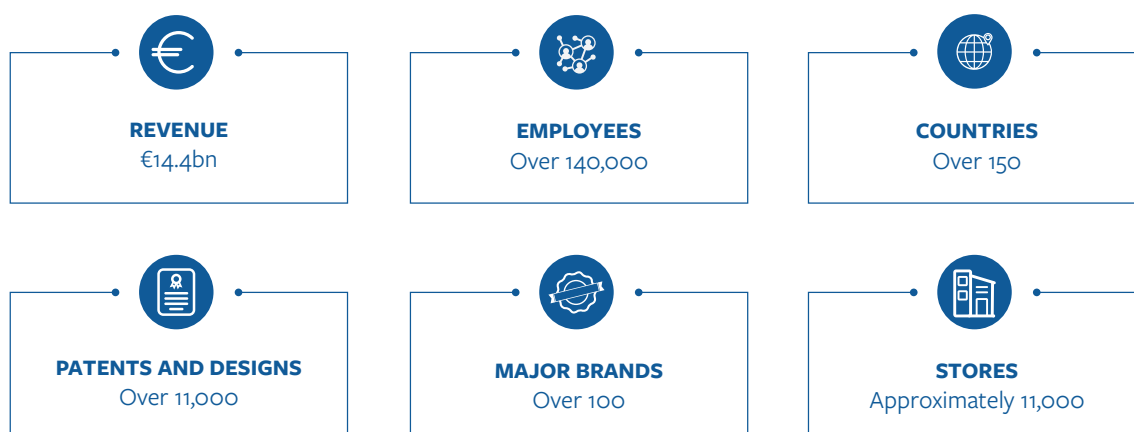 REVENUE
€14.4bn
EMPLOYEES
Over 140,000
COUNTRIES
Over 150
PATENTS AND DESIGNS
Over 11,000
MAJOR BRANDS
Over 100
STORES
Approximately 11,000